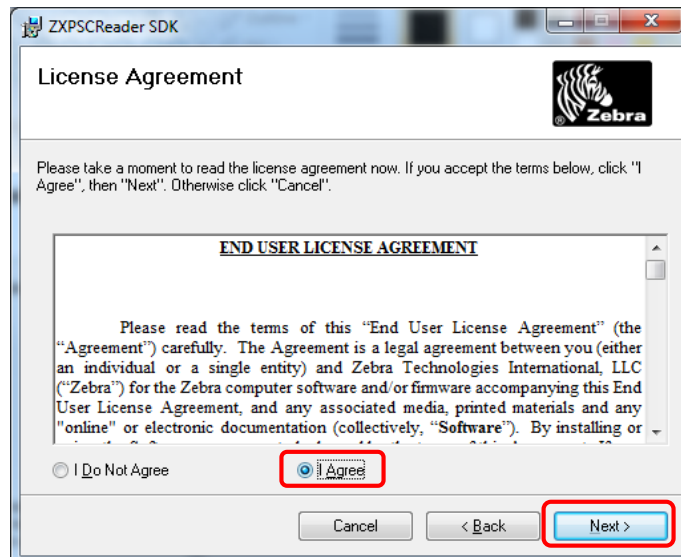 ZXPSCReader SDK
License Agreement
® Zebra
Please take a moment to read the license agreement now. If you accept the terms below, click "I
Agree", then "Next". Otherwise click "Cancel".
END USER LICENSE AGREEMENT
Please read the terms of this “End User License Agreement” (the
“Agreement”) carefully. The Agreement is a legal agreement between you (either
an individual or a single entity) and Zebra Technologies International, LLC
(“Zebra”) for the Zebra computer software and/or firmware accompanying this End
User License Agreement, and any associated media, printed materials and any
"online" or electronic documentation (collectively, “Software”). By installing or
I Do Not Agree
I Agree
Cancel
< Back
Next >